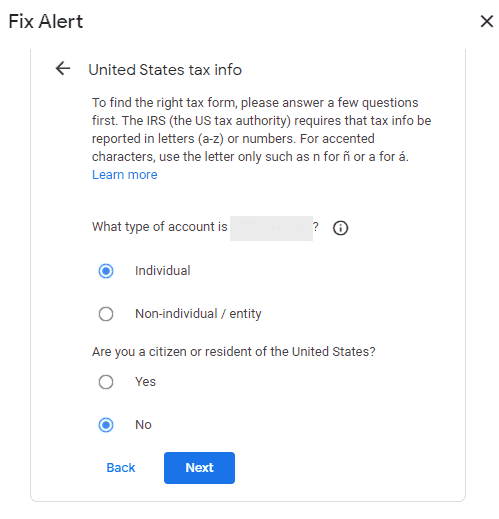 Fix Alert
United States tax info
To find the right tax form, please answer a few questions
first. The IRS (the US tax authority) requires that tax info be
reported in letters (a-z) or numbers. For accented
characters, use the letter only such as n for ñ or a for á.
Learn more
What type of account is ?
Individual
Non-individual / entity
Are you a citizen or resident of the United States?
Yes
No
Back Next